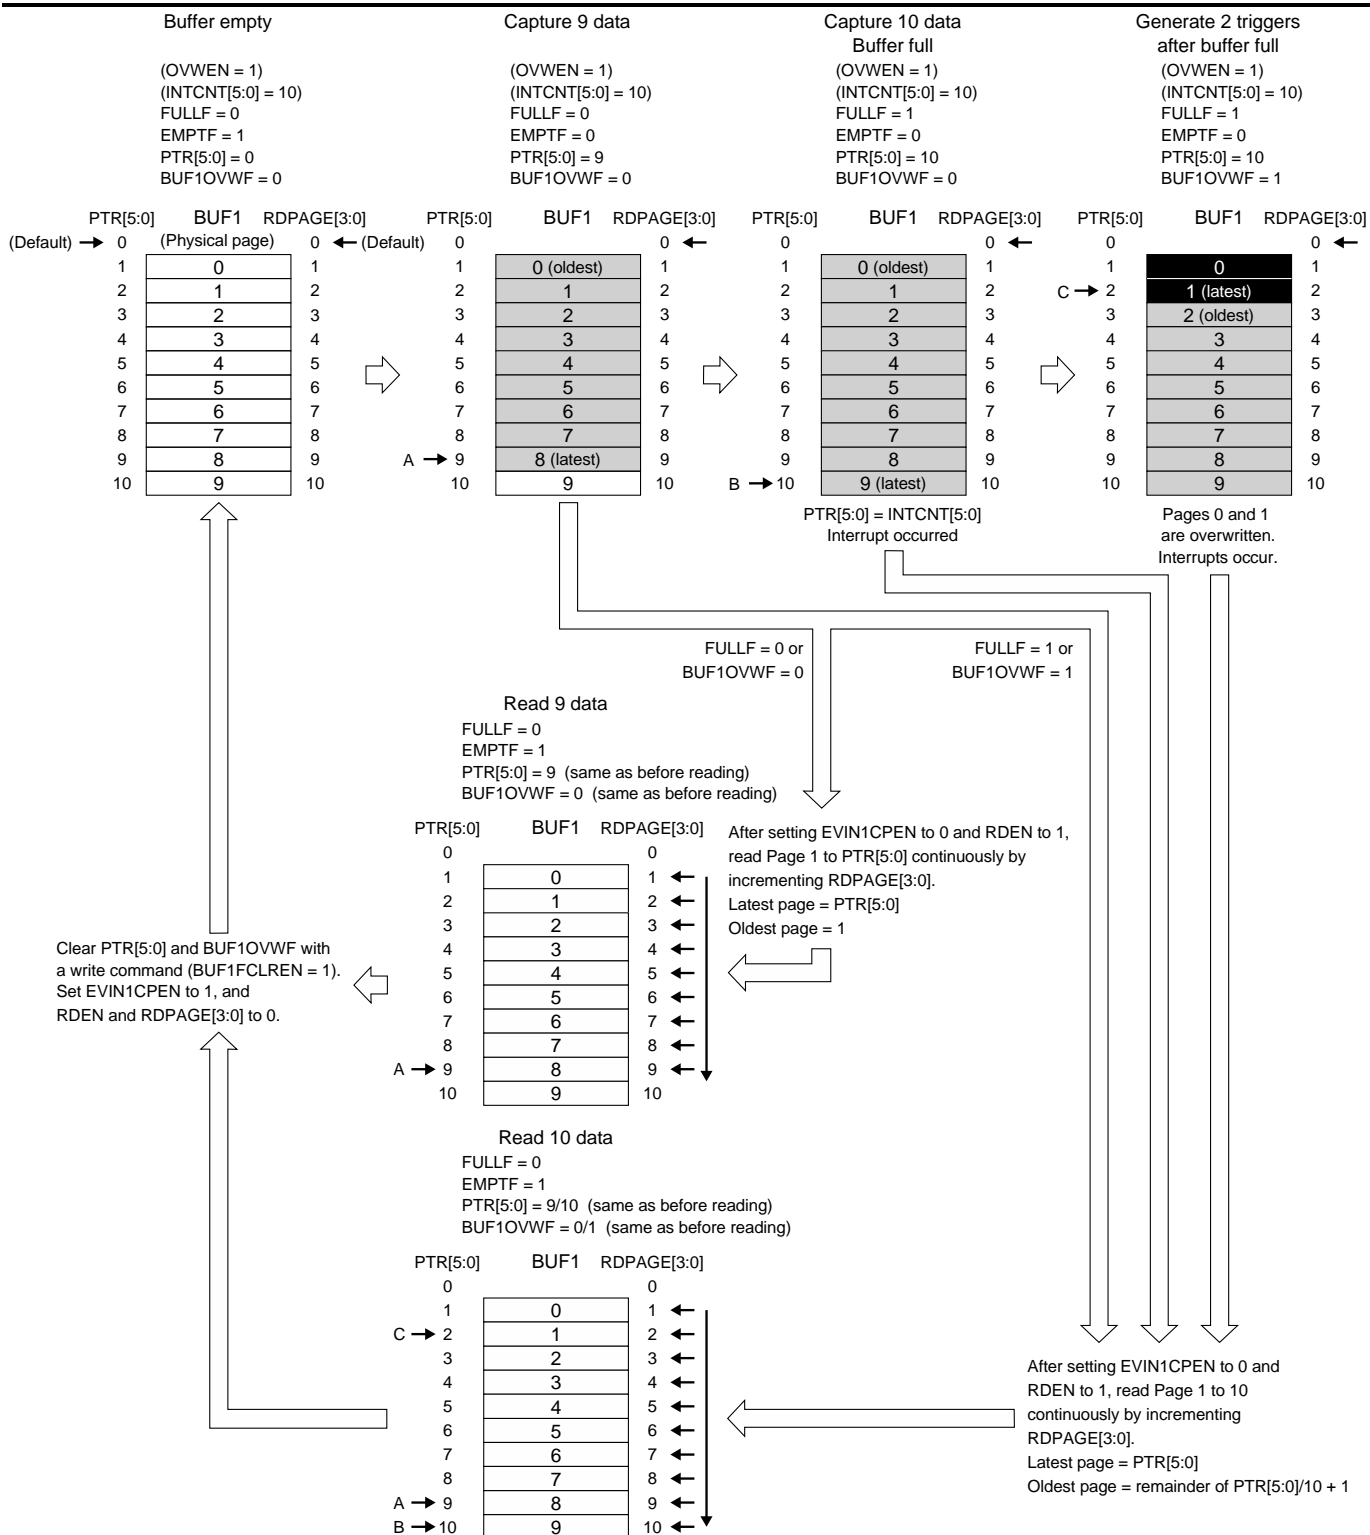 Buffer empty
(OVWEN = 1)
(INTCNT[5:0] = 10)
FULLF = 0
EMPTF = 1
PTR[5:0] = 0
BUF1OVWF = 0
PTR[5:0] BUF1 RDPAGE[3:0]
(Default) 0 (Physical page) 0 (Default)
1 0 1
2 1 2
3 2 3
4 3 4
5 4 5
6 5 6
7 6 7
8 7 8
9 8 9
10 9 10
Capture 9 data
(OVWEN = 1)
(INTCNT[5:0] = 10)
FULLF = 0
EMPTF = 0
PTR[5:0] = 9
BUF1OVWF = 0
PTR[5:0] BUF1 RDPAGE[3:0]
0 0
1 0 (oldest) 1
2 1 2
3 2 3
4 3 4
5 4 5
6 5 6
7 6 7
8 7 8
A 9 8 (latest) 9
10 9 10
Capture 10 data
Buffer full
(OVWEN = 1)
(INTCNT[5:0] = 10)
FULLF = 1
EMPTF = 0
PTR[5:0] = 10
BUF1OVWF = 0
PTR[5:0] BUF1 RDPAGE[3:0]
0 0
1 0 (oldest) 1
2 1 2
3 2 3
4 3 4
5 4 5
6 5 6
7 6 7
8 7 8
9 8 9
B 10 9 (latest) 10
PTR[5:0] = INTCNT[5:0]
Interrupt occurred
Generate 2 triggers
after buffer full
(OVWEN = 1)
(INTCNT[5:0] = 10)
FULLF = 1
EMPTF = 0
PTR[5:0] = 10
BUF1OVWF = 1
PTR[5:0] BUF1 RDPAGE[3:0]
0 0
1 0 1
C 2 1 (latest) 2
3 2 (oldest) 3
4 3 4
5 4 5
6 5 6
7 6 7
8 7 8
9 8 9
10 9 10
Pages 0 and 1
are overwritten.
Interrupts occur.
FULLF = 0 or
BUF1OVWF = 0
FULLF = 1 or
BUF1OVWF = 1
Read 9 data
FULLF = 0
EMPTF = 1
PTR[5:0] = 9 (same as before reading)
BUF1OVWF = 0 (same as before reading)
PTR[5:0] BUF1 RDPAGE[3:0]
0 0
1 0 1
2 1 2
3 2 3
4 3 4
5 4 5
6 5 6
7 6 7
8 7 8
A 9 8 9
10 9 10
After setting EVIN1CPEN to 0 and RDEN to 1,
read Page 1 to PTR[5:0] continuously by
incrementing RDPAGE[3:0].
Latest page = PTR[5:0]
Oldest page = 1
Clear PTR[5:0] and BUF1OVWF with
a write command (BUF1FCLREN = 1).
Set EVIN1CPEN to 1, and
RDEN and RDPAGE[3:0] to 0.
Read 10 data
FULLF = 0
EMPTF = 1
PTR[5:0] = 9/10 (same as before reading)
BUF1OVWF = 0/1 (same as before reading)
PTR[5:0] BUF1 RDPAGE[3:0]
0 0
1 0 1
C 2 1 2
3 2 3
4 3 4
5 4 5
6 5 6
7 6 7
8 7 8
A 9 8 9
B 10 9 10
After setting EVIN1CPEN to 0 and
RDEN to 1, read Page 1 to 10
continuously by incrementing
RDPAGE[3:0].
Latest page = PTR[5:0]
Oldest page = remainder of PTR[5:0]/10 + 1